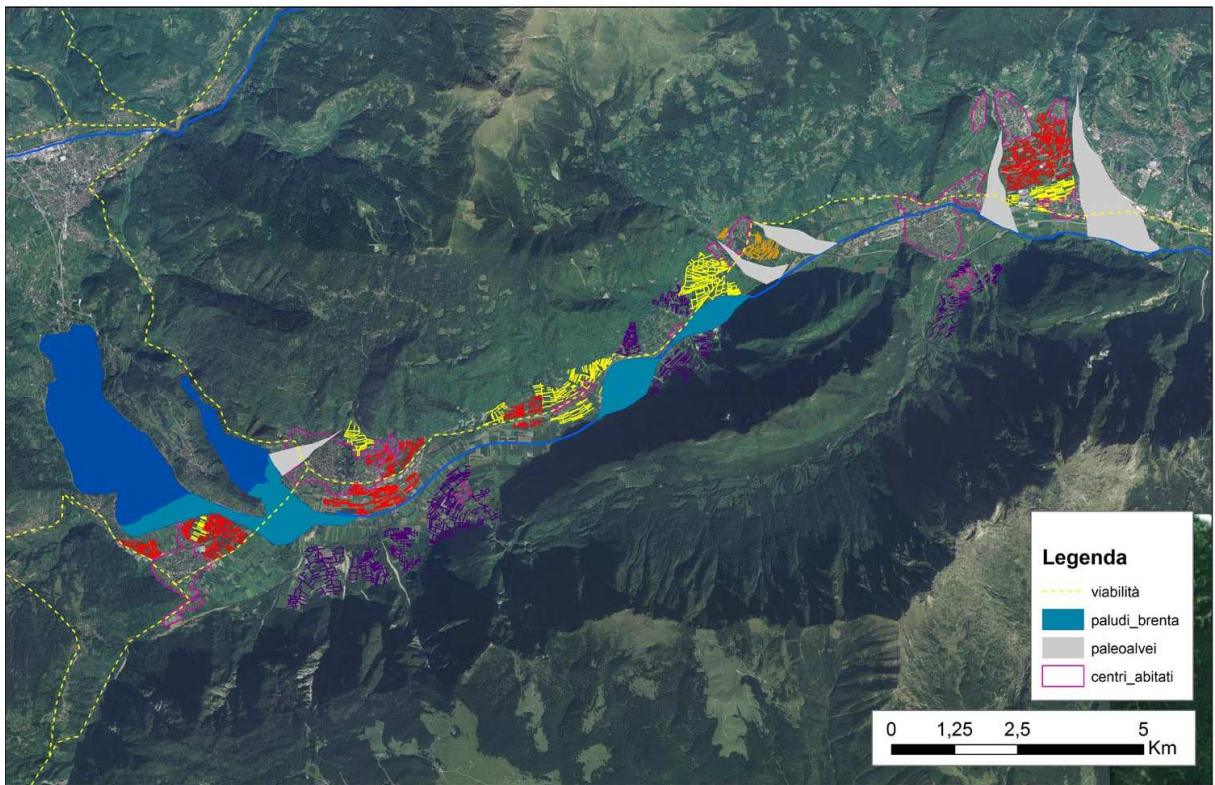 Legenda
viabilità
paludi_brenta
paleoalvei
centri_abitati
0 1,25 2,5 5
Km